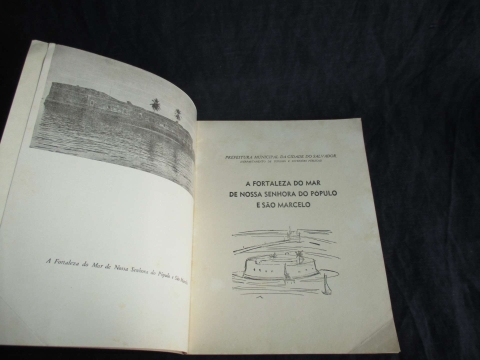 A Fortaleza do Mar de Nossa Senhora do Pópulo e São Marcelo
PREFEITURA MUNICIPAL DA CIDADE DO SALVADOR
A FORTALEZA DO MAR
DE NOSSA SENHORA DO PÓPULO
E SÃO MARCELO